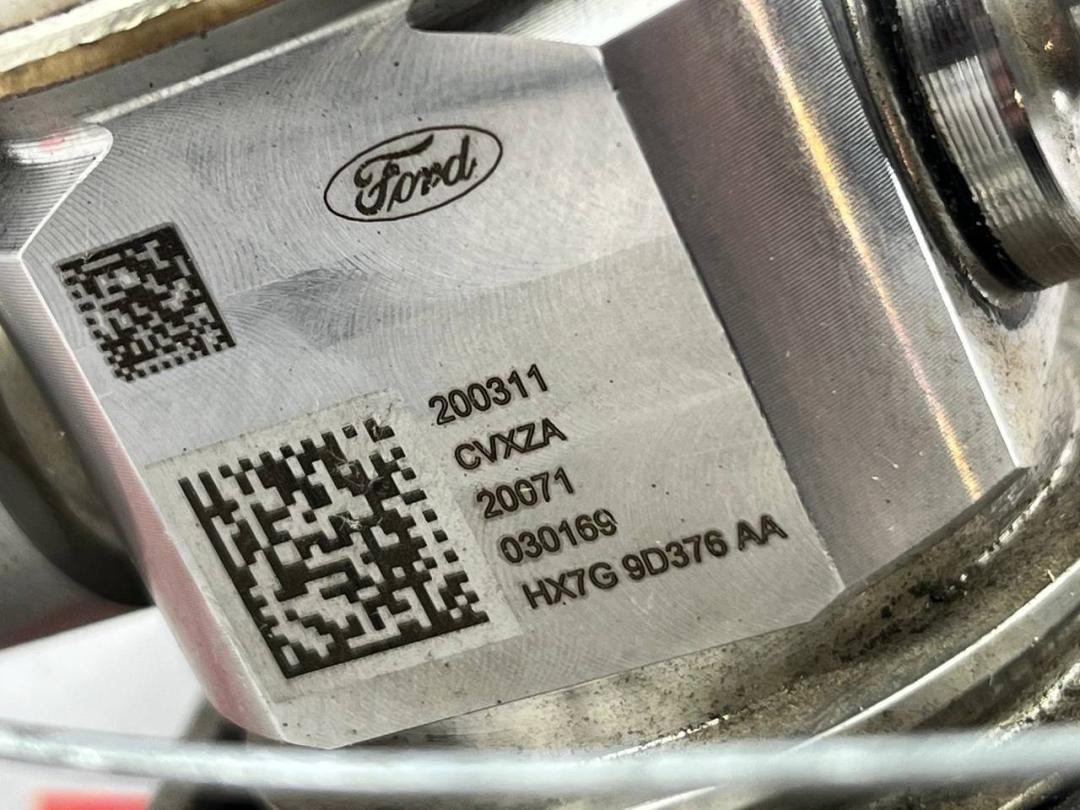 Ford
200311
CVXZA
20071
030169
HX7G 9D376 AA